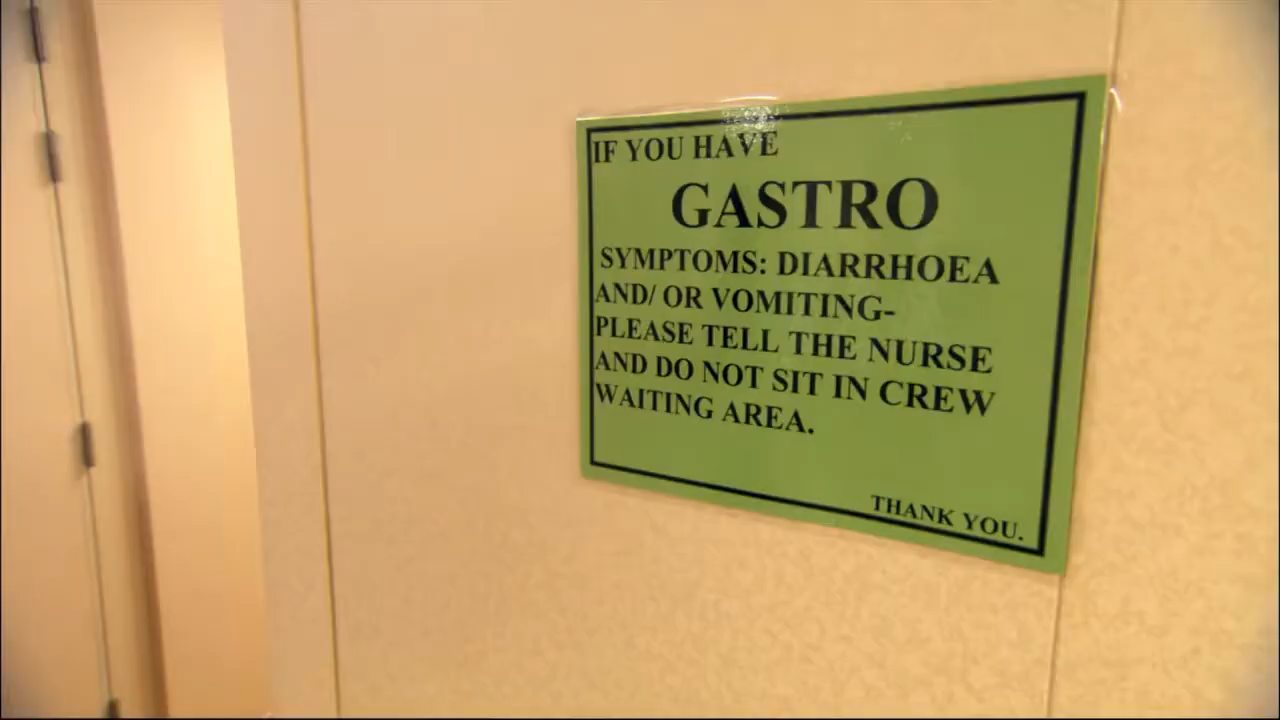 IF YOU HAVE
GASTRO
SYMPTOMS: DIARRHOEA
AND/ OR VOMITING-
PLEASE TELL THE NURSE
AND DO NOT SIT IN CREW
WAITING AREA.
THANK YOU.